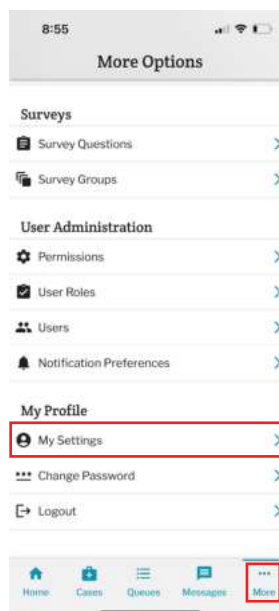 8:55
More Options
Surveys
Survey Questions
Survey Groups
User Administration
Permissions
User Roles
Users
Notification Preferences
My Profile
My Settings
Change Password
Logout
Home Cases Queues Messages More